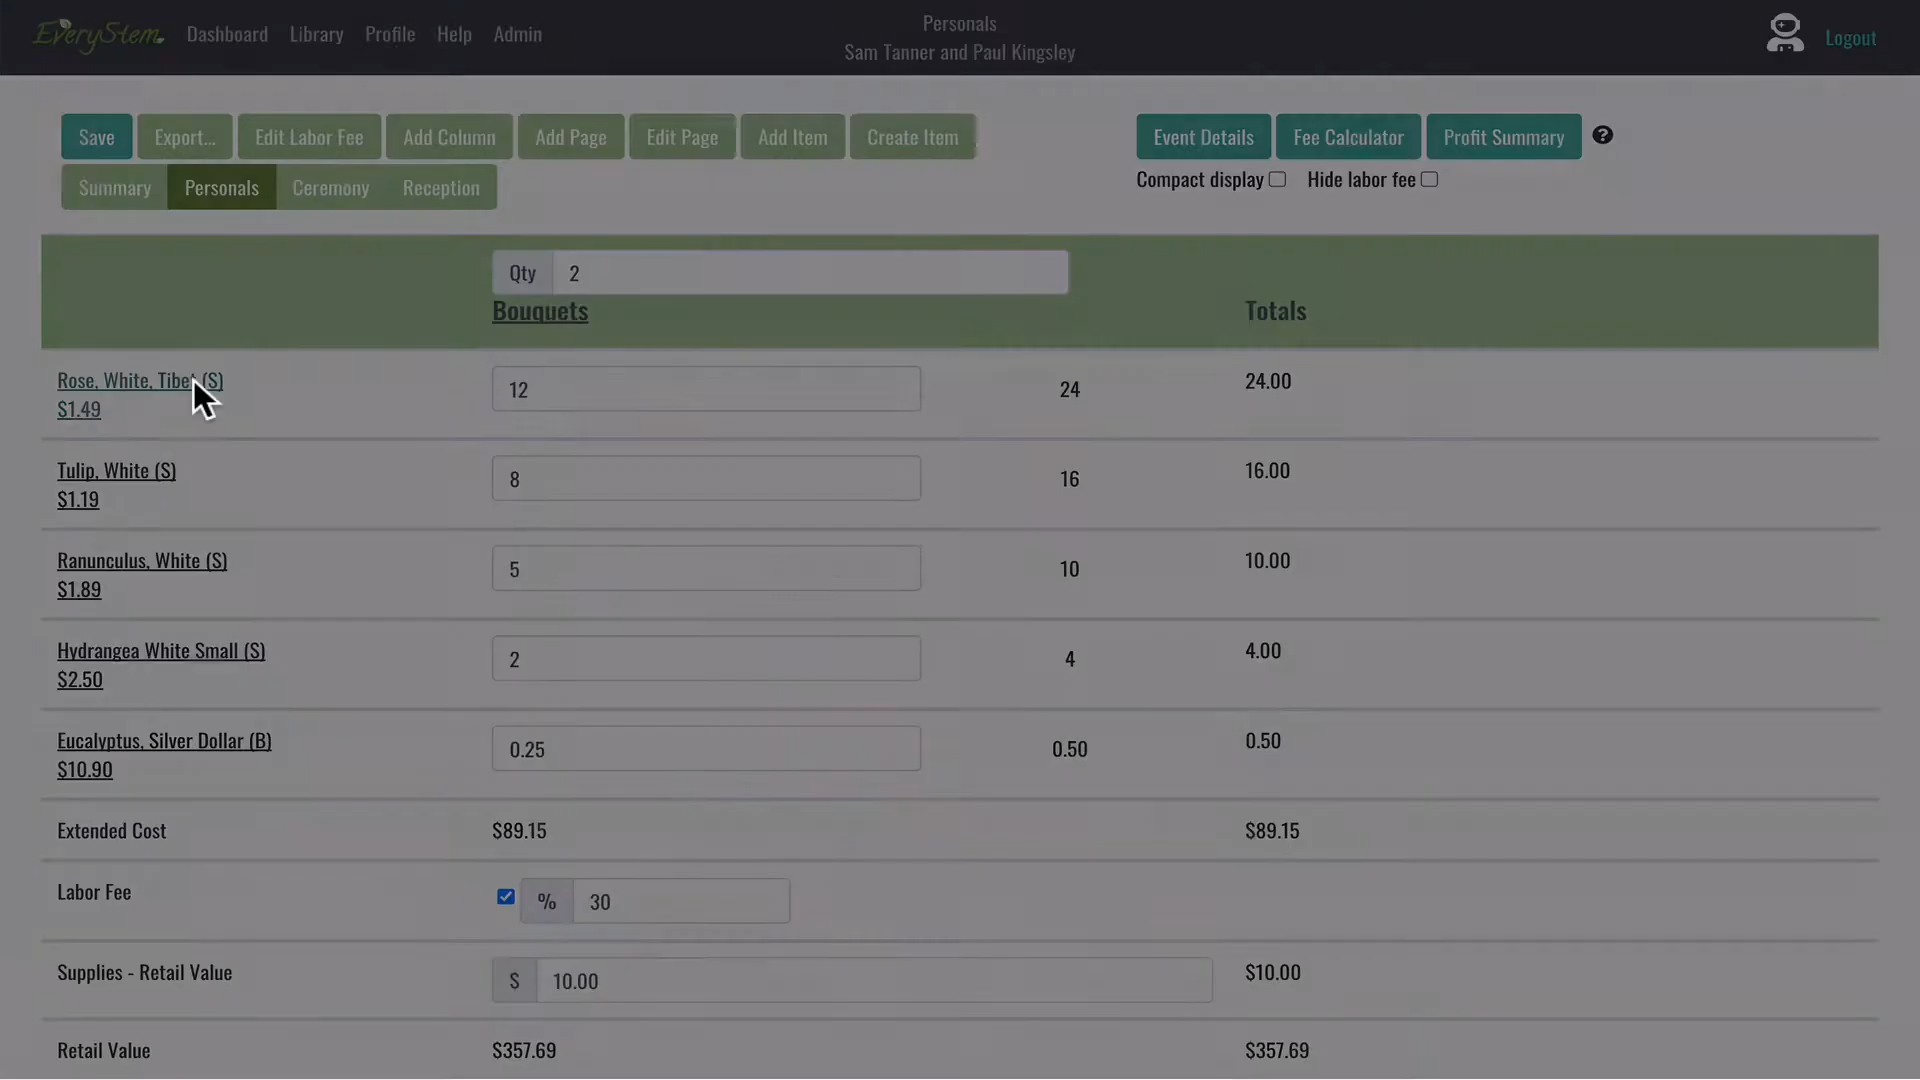 EveryStem
Dashboard Library Profile Help Admin
Personals
Sam Tanner and Paul Kingsley
Logout
Save Export... Edit Labor Fee Add Column Add Page Edit Page Add Item Create Item
Event Details Fee Calculator Profit Summary ?
Summary Personals Ceremony Reception
Compact display Hide labor fee
Qty 2
Bouquets Totals
Rose, White, Tibet (S) 12 24 24.00
$1.49
Tulip, White (S) 8 16 16.00
$1.19
Ranunculus, White (S) 5 10 10.00
$1.89
Hydrangea White Small (S) 2 4 4.00
$2.50
Eucalyptus, Silver Dollar (B) 0.25 0.50 0.50
$10.90
Extended Cost $89.15 $89.15
Labor Fee % 30
Supplies - Retail Value $ 10.00 $10.00
Retail Value $357.69 $357.69